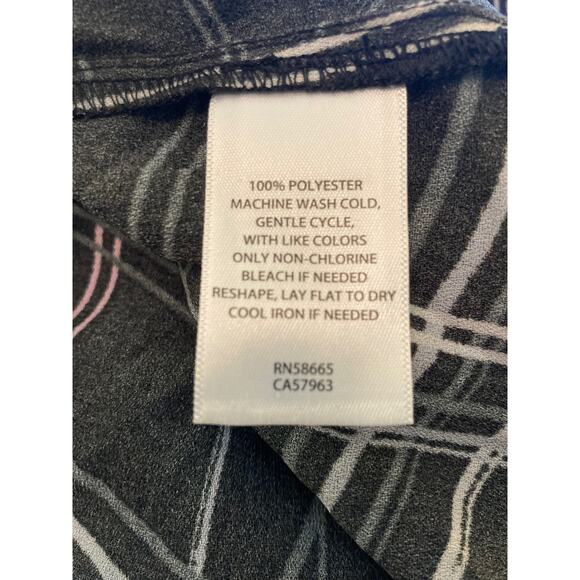 100% POLYESTER
MACHINE WASH COLD,
GENTLE CYCLE,
WITH LIKE COLORS
ONLY NON-CHLORINE
BLEACH IF NEEDED
RESHAPE, LAY FLAT TO DRY
COOL IRON IF NEEDED
RN58665
CA57963